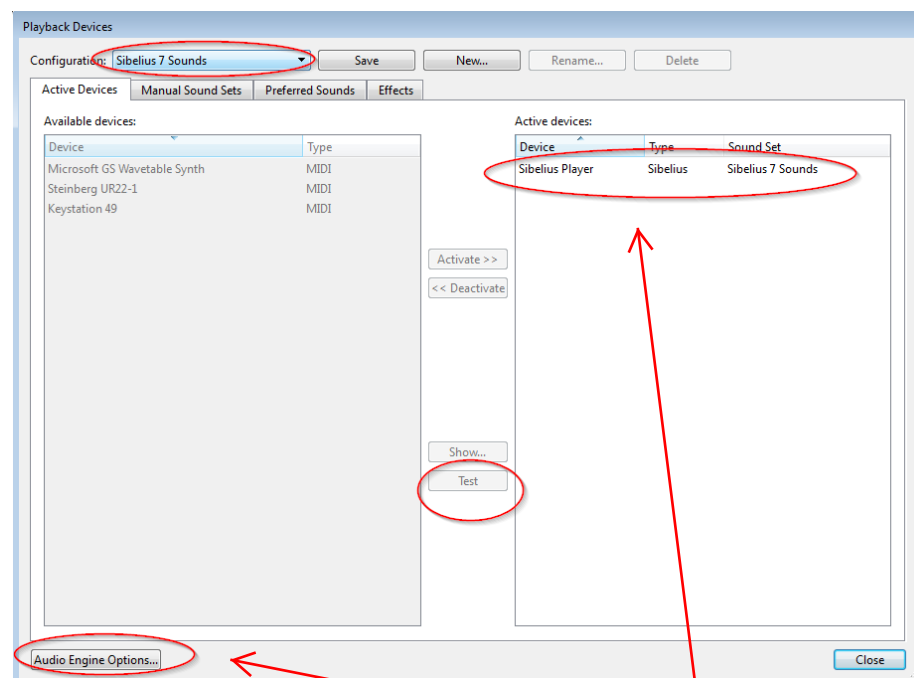 Playback Devices
Configuration: Sibelius 7 Sounds Save New... Rename... Delete
Active Devices Manual Sound Sets Preferred Sounds Effects
Available devices: Active devices:
Device Type Device Type Sound Set
Microsoft GS Wavetable Synth MIDI Sibelius Player Sibelius Sibelius 7 Sounds
Steinberg UR22-1 MIDI
Keystation 49 MIDI
Activate >>
<< Deactivate
Show...
Test
Audio Engine Options... Close